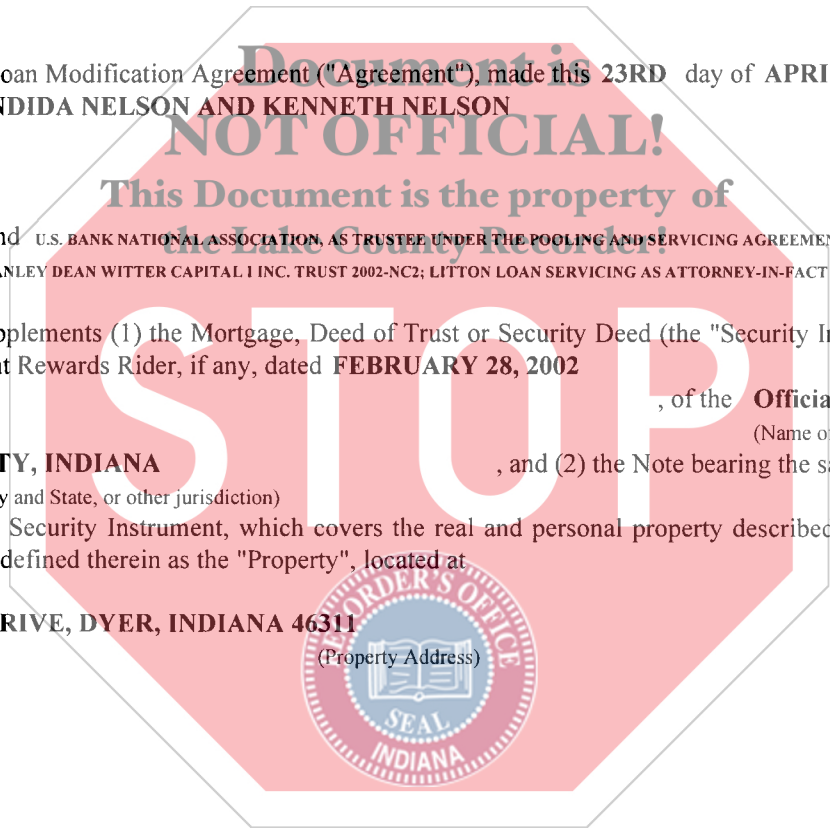 Document is
oan Modification Agreement ("Agreement"), made this 23RD day of APRI
NDIDA NELSON AND KENNETH NELSON
NOT OFFICIAL!
This Document is the property of
nd U.S. BANK NATIONAL ASSOCIATION, AS TRUSTEE UNDER THE POOLING AND SERVICING AGREEMEN
the Lake County Recorder!
ANLEY DEAN WITTER CAPITAL I INC. TRUST 2002-NC2; LITTON LOAN SERVICING AS ATTORNEY-IN-FACT
STOP
pplements (1) the Mortgage, Deed of Trust or Security Deed (the "Security In
t Rewards Rider, if any, dated FEBRUARY 28, 2002
, of the Officia
(Name of
TY, INDIANA , and (2) the Note bearing the sa
y and State, or other jurisdiction)
Security Instrument, which covers the real and personal property described
defined therein as the "Property", located at
RIVE, DYER, INDIANA 46311
(Property Address)
RECORDER'S OFFICE
SEAL
INDIANA